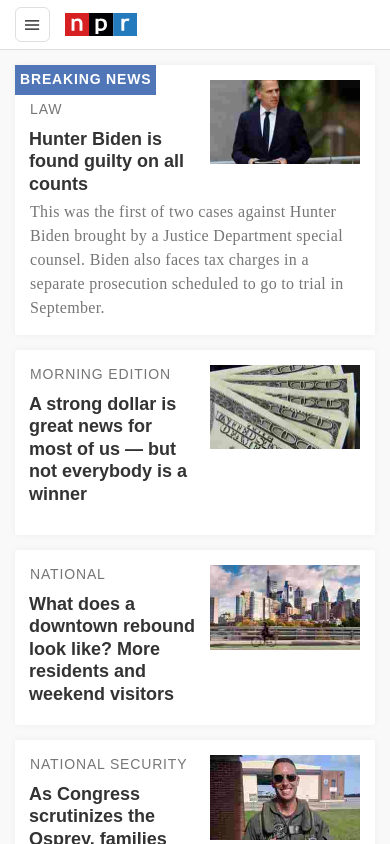 npr
BREAKING NEWS
LAW
Hunter Biden is
found guilty on all
counts
This was the first of two cases against Hunter
Biden brought by a Justice Department special
counsel. Biden also faces tax charges in a
separate prosecution scheduled to go to trial in
September.
MORNING EDITION
A strong dollar is
great news for
most of us — but
not everybody is a
winner
NATIONAL
What does a
downtown rebound
look like? More
residents and
weekend visitors
NATIONAL SECURITY
As Congress
scrutinizes the
Osprey, families